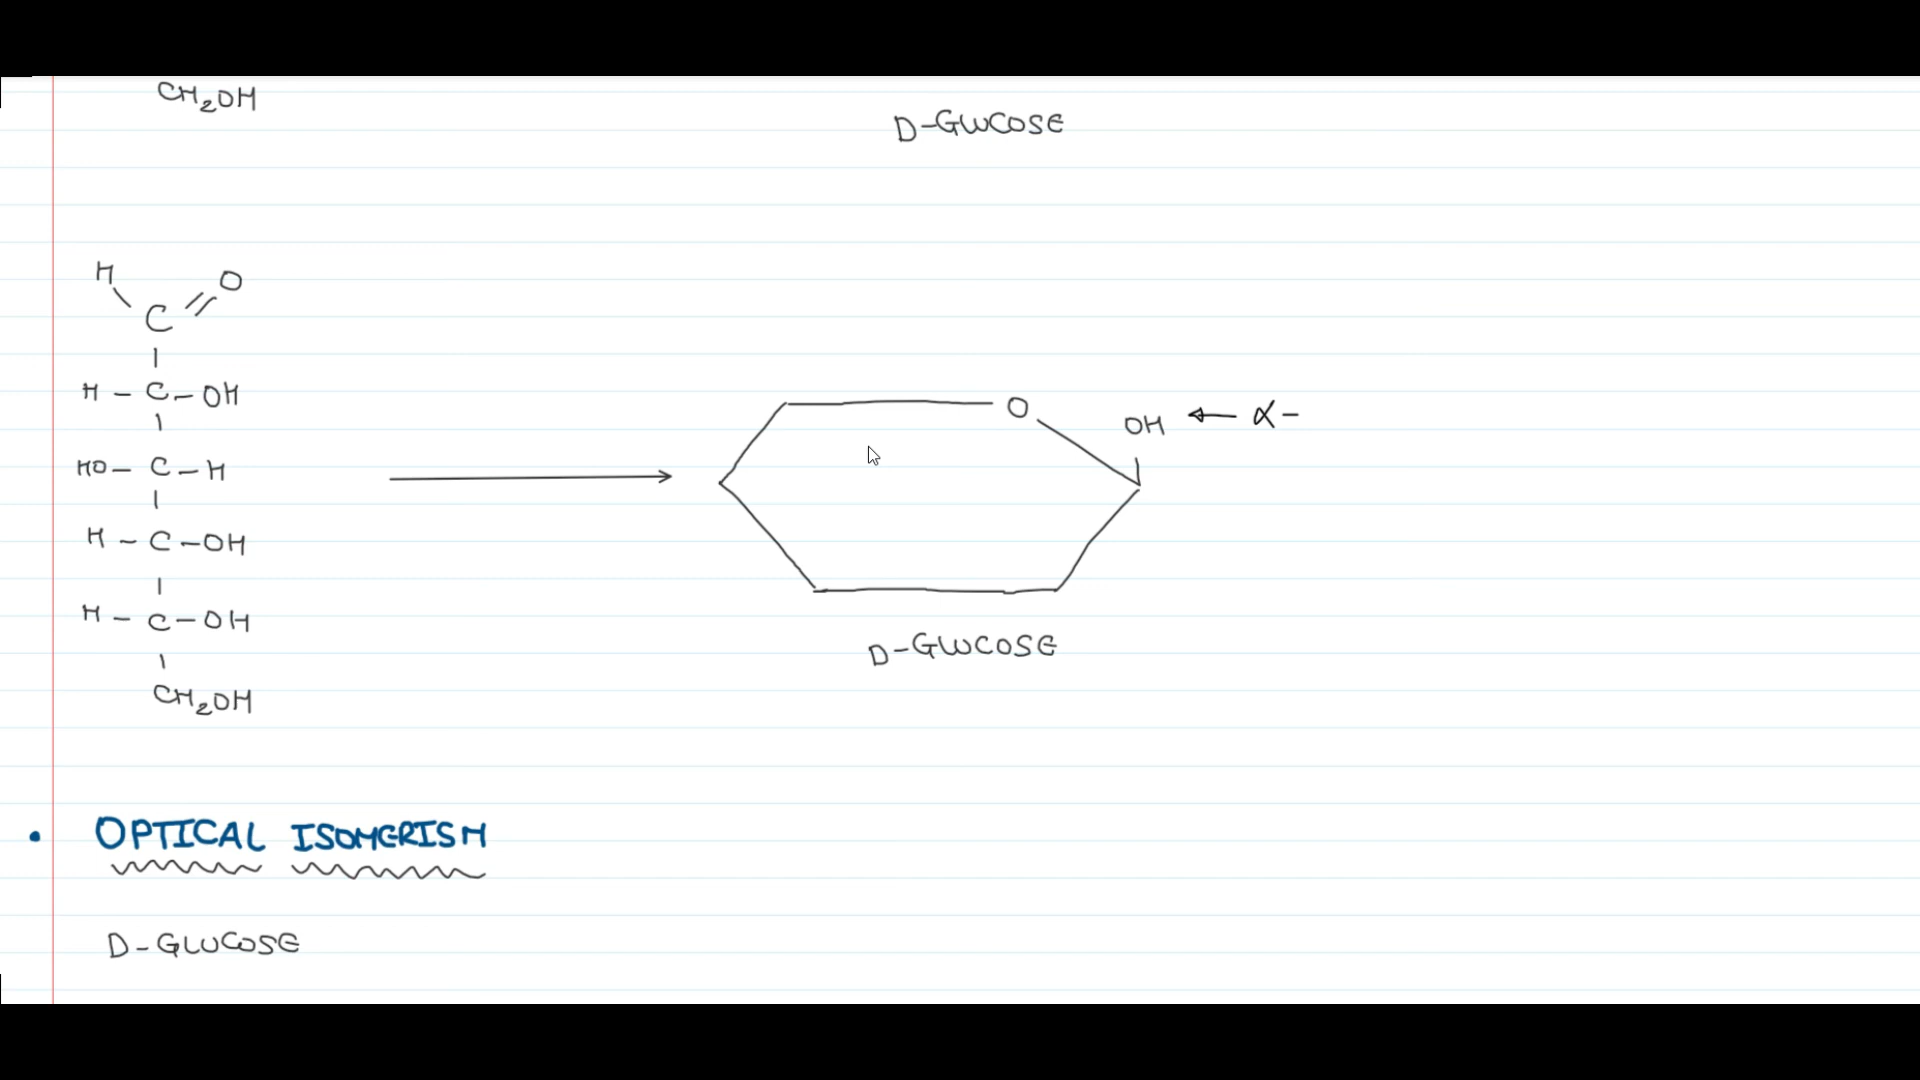 CH2OH
D-GLUCOSE
H O
C
H - C - OH
HO - C - H
H - C - OH
H - C - OH
CH2OH
O
OH ← α -
D-GLUCOSE
• OPTICAL ISOMERISM
D-GLUCOSE